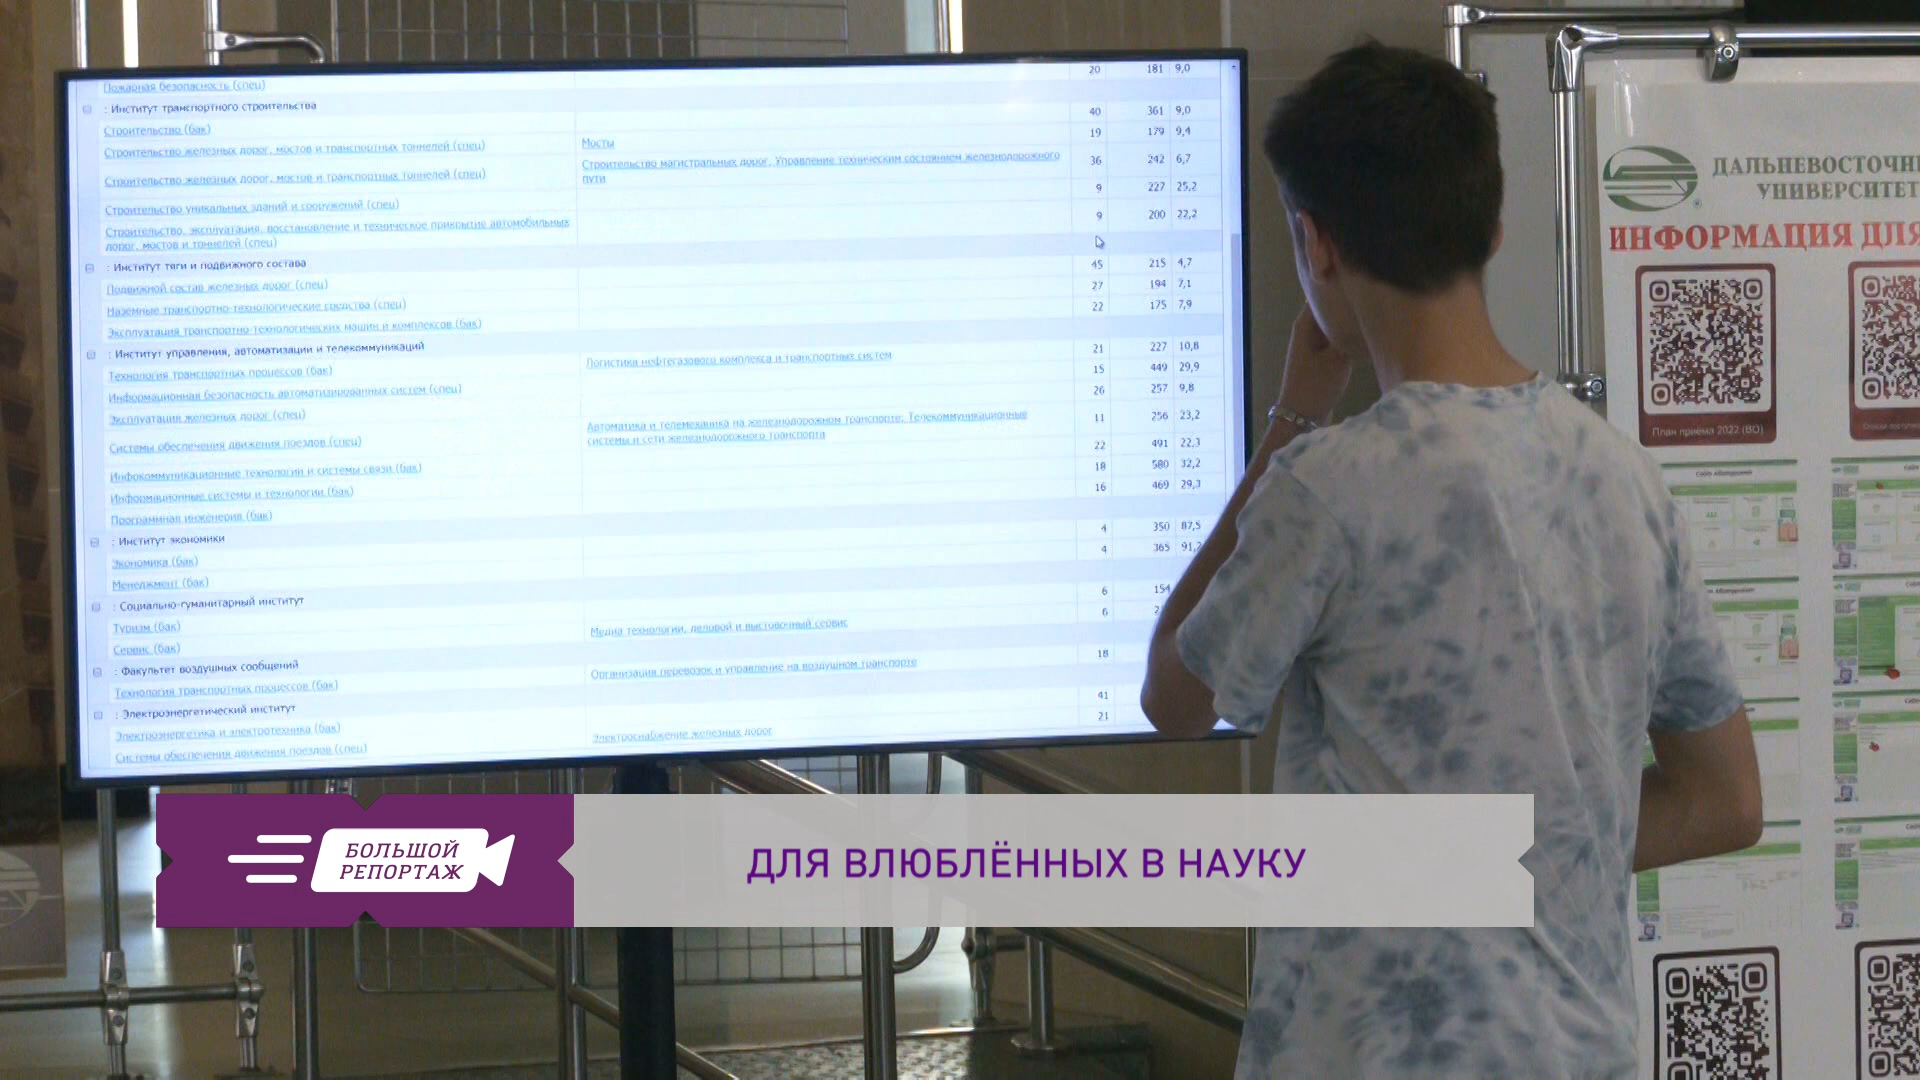 Пожарная безопасность (спец) 20 181 9,0
: Институт транспортного строительства
Строительство (бак) 40 361 9,0
Строительство железных дорог, мостов и транспортных тоннелей (спец) Мосты 19 179 9,4
Строительство железных дорог, мостов и транспортных тоннелей (спец) Строительство магистральных дорог, Управление техническим состоянием железнодорожного 36 242 6,7
пути
Строительство уникальных зданий и сооружений (спец) 9 227 25,2
Строительство, эксплуатация, восстановление и техническое прикрытие автомобильных 9 200 22,2
дорог, мостов и тоннелей (спец)
: Институт тяги и подвижного состава
Подвижной состав железных дорог (спец) 45 215 4,7
Наземные транспортно-технологические средства (спец) 27 194 7,1
Эксплуатация транспортно-технологических машин и комплексов (бак) 22 175 7,9
: Институт управления, автоматизации и телекоммуникаций
Технология транспортных процессов (бак) Логистика нефтегазового комплекса и транспортных систем 21 227 10,8
Информационная безопасность автоматизированных систем (спец) 15 449 29,9
Эксплуатация железных дорог (спец) 26 257 9,8
Системы обеспечения движения поездов (спец) Автоматика и телемеханика на железнодорожном транспорте; Телекоммуникационные 11 256 23,2
системы и сети железнодорожного транспорта
Инфокоммуникационные технологии и системы связи (бак) 22 491 22,3
Информационные системы и технологии (бак) 18 580 32,2
Программная инженерия (бак) 16 469 29,3
: Институт экономики
Экономика (бак) 4 350 87,5
Менеджмент (бак) 4 365 91,2
: Социально-гуманитарный институт
Туризм (бак) 6 154
Сервис (бак) Медиа технологии, деловой и выставочный сервис 6
: Факультет воздушных сообщений
Технология транспортных процессов (бак) Организация перевозок и управление на воздушном транспорте 18
: Электроэнергетический институт
Электроэнергетика и электротехника (бак) 41
Системы обеспечения движения поездов (спец) Электроснабжение железных дорог 21
ДАЛЬНЕВОСТОЧН
УНИВЕРСИТЕТ
ИНФОРМАЦИЯ ДЛЯ
План приёма 2022 (ВО)
БОЛЬШОЙ
РЕПОРТАЖ
ДЛЯ ВЛЮБЛЁННЫХ В НАУКУ